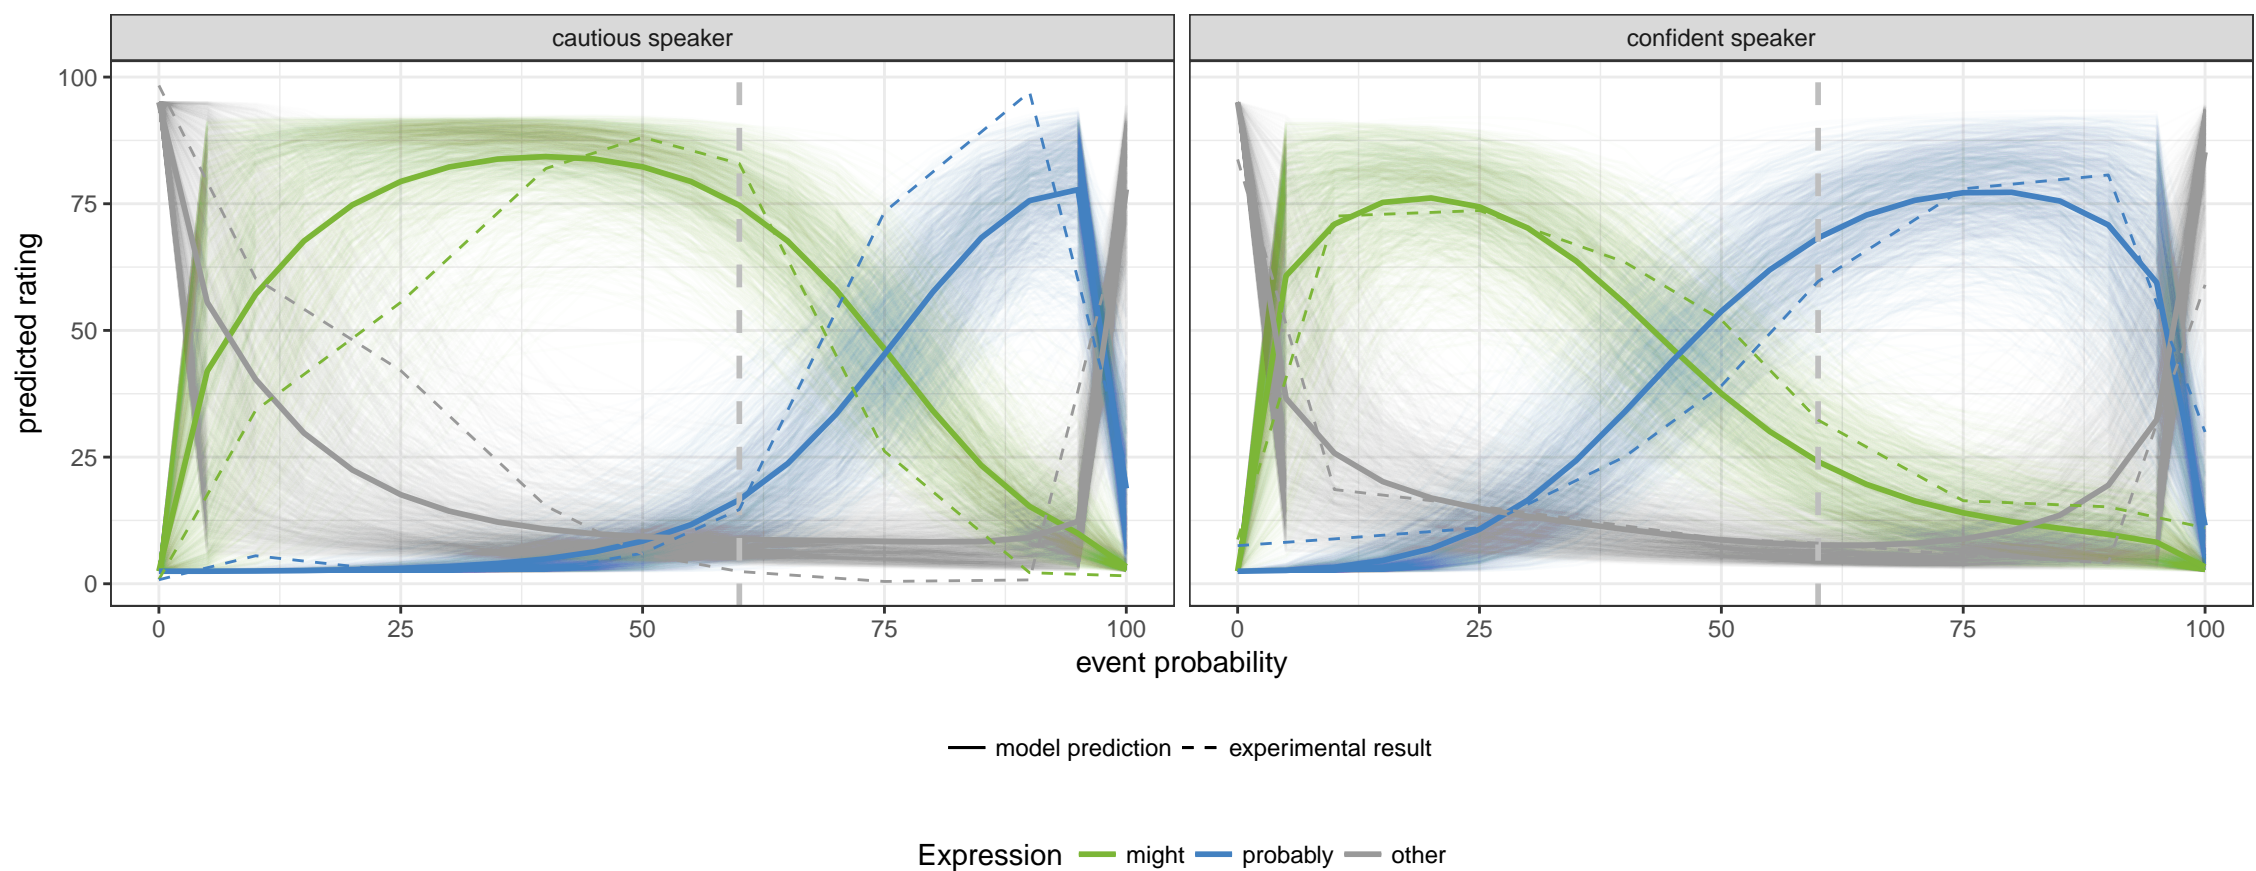 cautious speaker confident speaker
100
75
50
25
0
predicted rating
0 25 50 75 100 0 25 50 75 100
event probability
model prediction experimental result
Expression might probably other